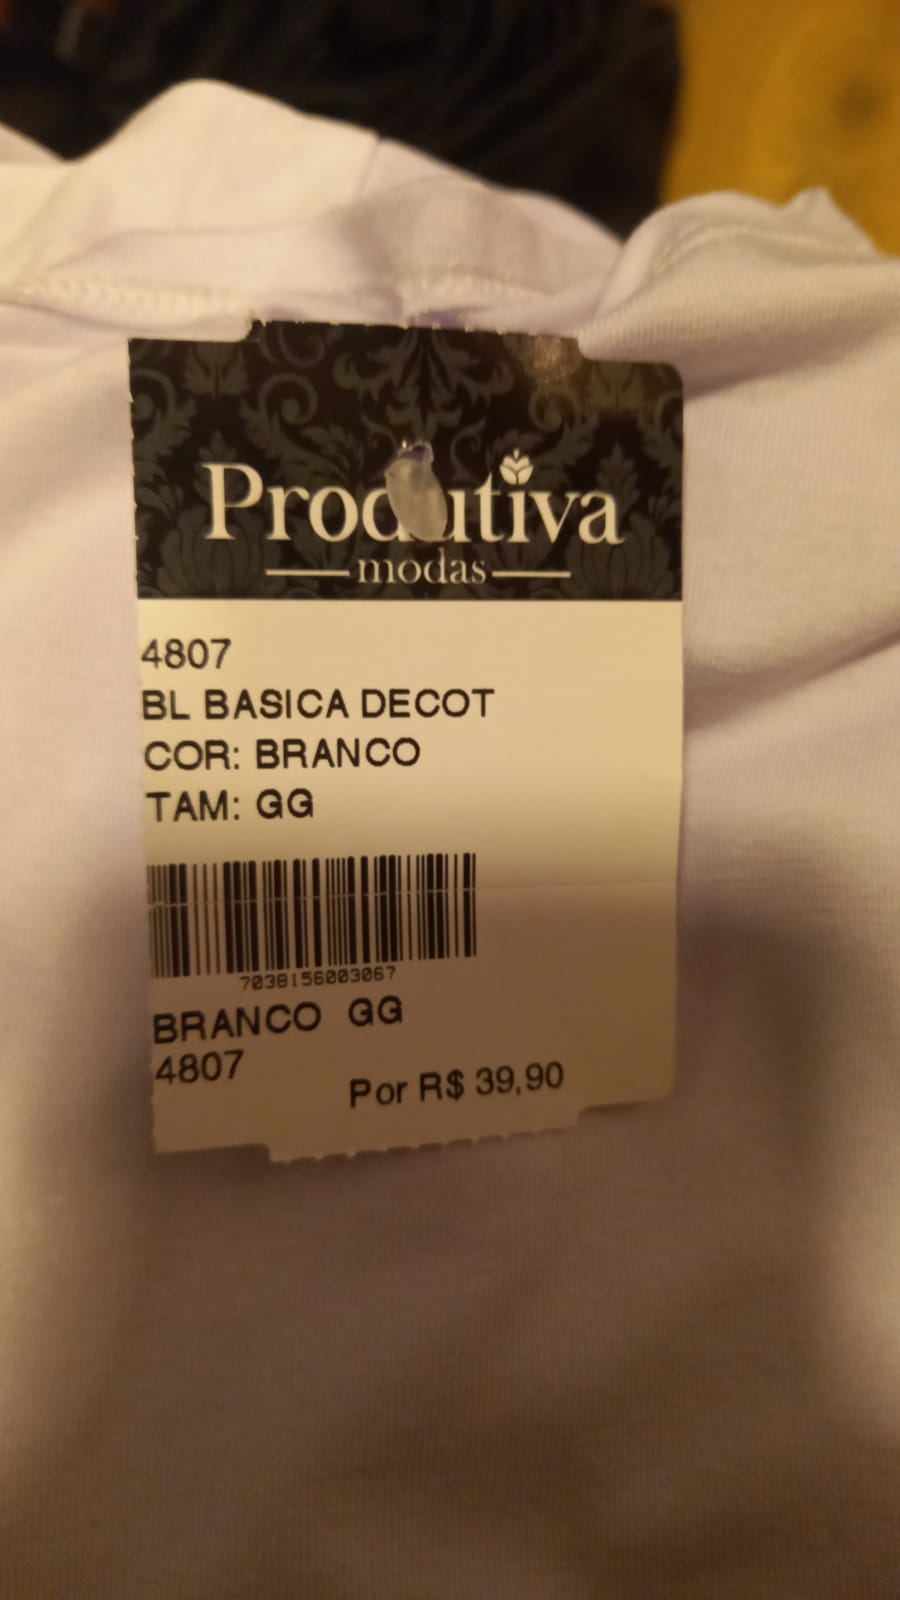 Produtiva
modas
4807
BL BASICA DECOT
COR: BRANCO
TAM: GG
7038156003067
BRANCO GG
4807
Por R$ 39,90